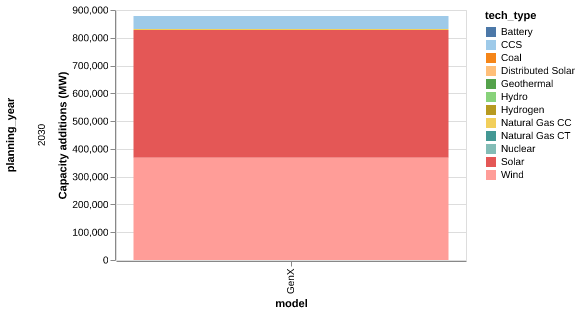 planning_year
2030
Capacity additions (MW)
900,000
800,000
700,000
600,000
500,000
400,000
300,000
200,000
100,000
0
GenX
model
tech_type
Battery
CCS
Coal
Distributed Solar
Geothermal
Hydro
Hydrogen
Natural Gas CC
Natural Gas CT
Nuclear
Solar
Wind